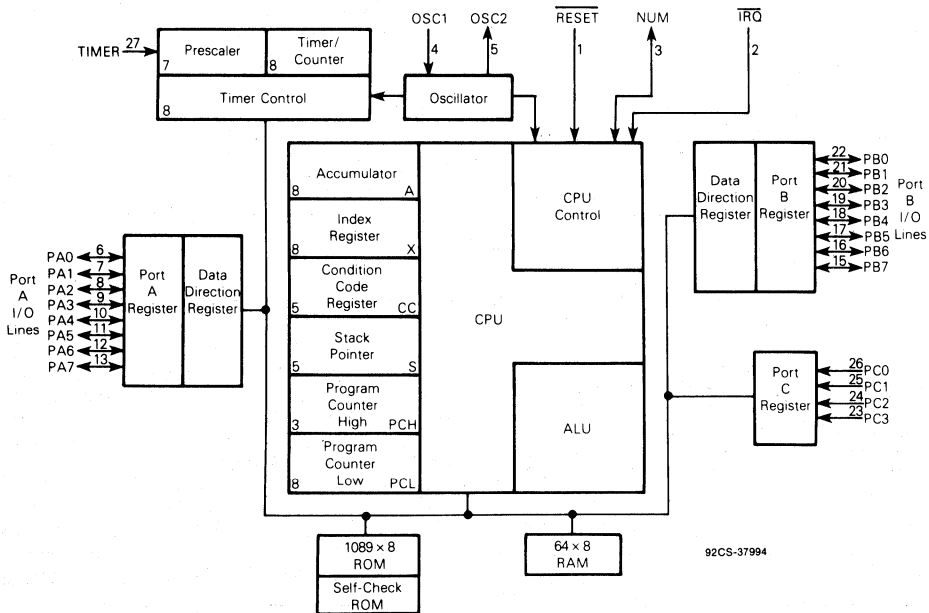 OSC1 OSC2 RESET NUM IRQ
TIMER 27
4 5 1 3 2
Prescaler
7
Timer/
Counter
8
Timer Control
8
Oscillator
Accumulator
8 A
Index
Register
8 X
Condition
Code
Register
5 CC
Stack
Pointer
5 S
Program
Counter
High
3 PCH
Program
Counter
Low
8 PCL
CPU
CPU
Control
ALU
Port
A
I/O
Lines
PA0 6
PA1 7
PA2 8
PA3 9
PA4 10
PA5 11
PA6 12
PA7 13
Port
A
Register
Data
Direction
Register
Data
Direction
Register
Port
B
Register
22 PB0
21 PB1
20 PB2
19 PB3
18 PB4
17 PB5
16 PB6
15 PB7
Port
B
I/O
Lines
Port
C
Register
26 PC0
25 PC1
24 PC2
23 PC3
1089 × 8
ROM
Self-Check
ROM
64 × 8
RAM
92CS-37994